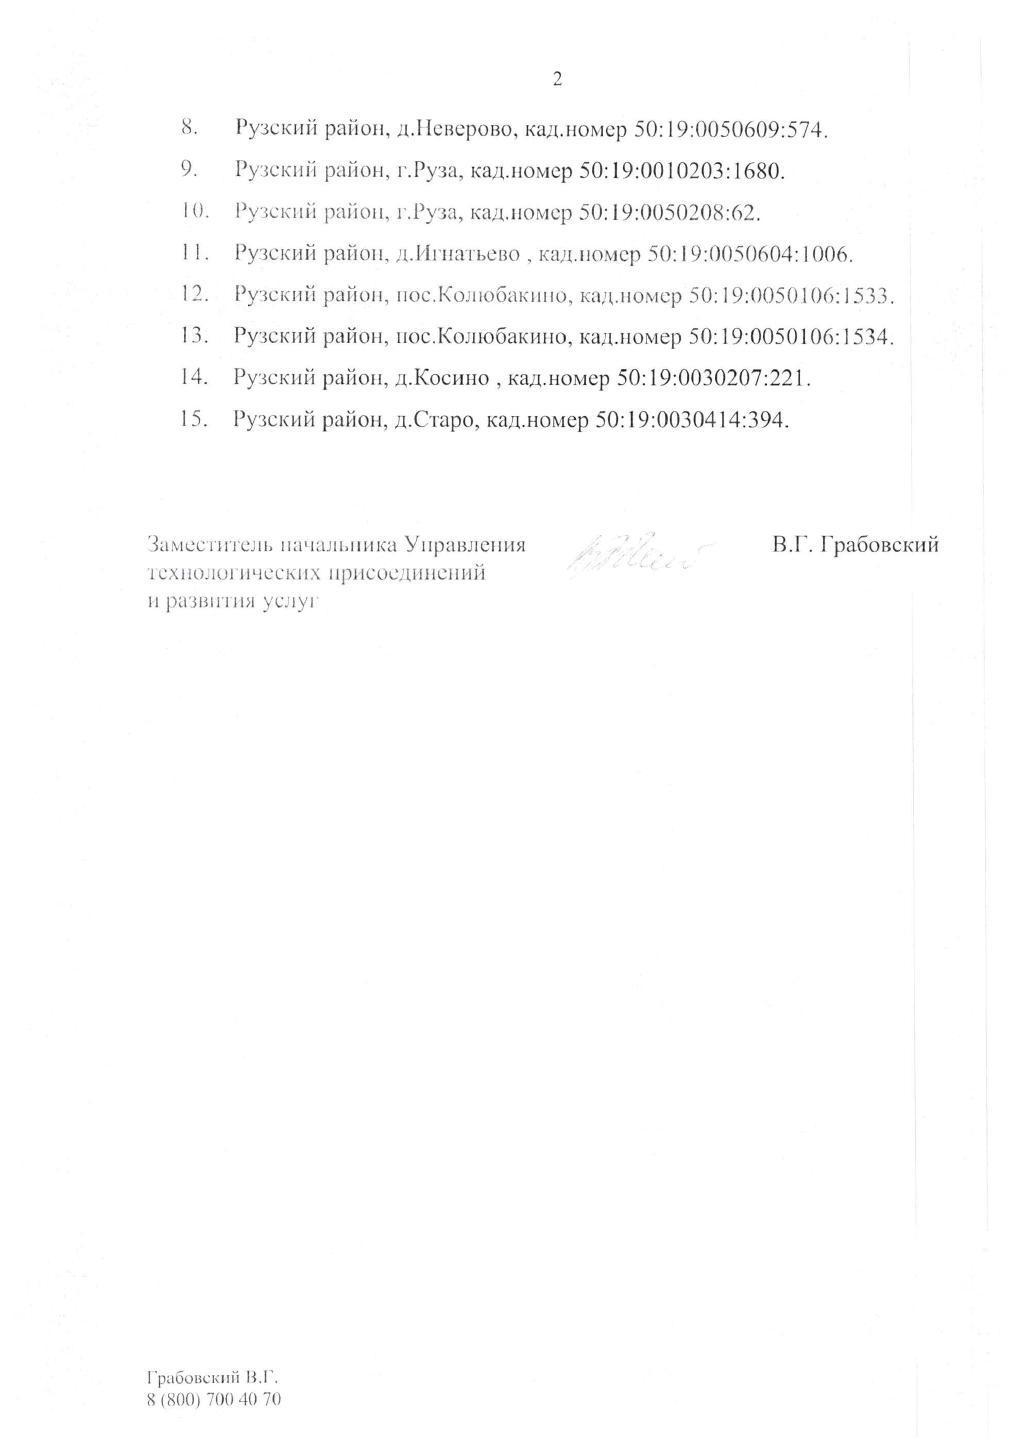 2
8. Рузский район, д.Неверово, кад.номер 50:19:0050609:574.
9. Рузский район, г.Руза, кад.номер 50:19:0010203:1680.
10. Рузский район, г.Руза, кад.номер 50:19:0050208:62.
11. Рузский район, д.Игнатьево , кад.номер 50:19:0050604:1006.
12. Рузский район, пос.Колюбакино, кад.номер 50:19:0050106:1533.
13. Рузский район, пос.Колюбакино, кад.номер 50:19:0050106:1534.
14. Рузский район, д.Косино , кад.номер 50:19:0030207:221.
15. Рузский район, д.Старо, кад.номер 50:19:0030414:394.
Заместитель начальника Управления В.Г. Грабовский
технологических присоединений
и развития услуг
Грабовский В.Г.
8 (800) 700 40 70